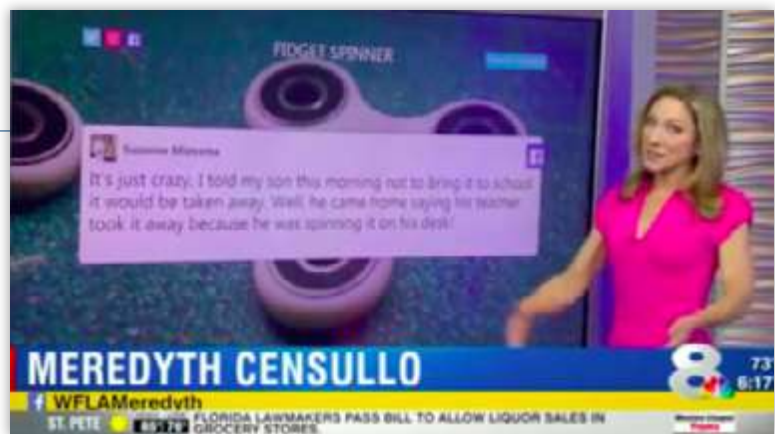 FIDGET SPINNER
It's just crazy. I told my son this morning not to bring it to school
it would be taken away. Well, he came home saying his teacher
took it away because he was spinning it on his desk!
MEREDYTH CENSULLO
8
73°
6:17
f WFLAMeredyth
ST. PETE
FLORIDA LAWMAKERS PASS BILL TO ALLOW LIQUOR SALES IN
GROCERY STORES.